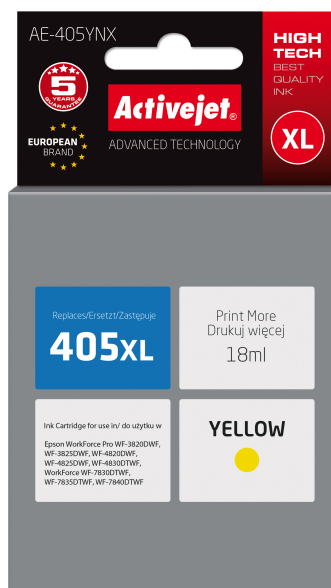 AE-405YNX
HIGH
TECH
BEST
QUALITY
INK
5
YEARS
GUARANTEE
Activejet®
EUROPEAN
BRAND
ADVANCED TECHNOLOGY
XL
Replaces/Ersetzt/Zastępuje
405XL
Print More
Drukuj więcej
18ml
Ink Cartridge for use in/ do użytku w
Epson WorkForce Pro WF-3820DWF,
WF-3825DWF, WF-4820DWF,
WF-4825DWF, WF-4830DTWF,
WorkForce WF-7830DTWF,
WF-7835DTWF, WF-7840DTWF
YELLOW